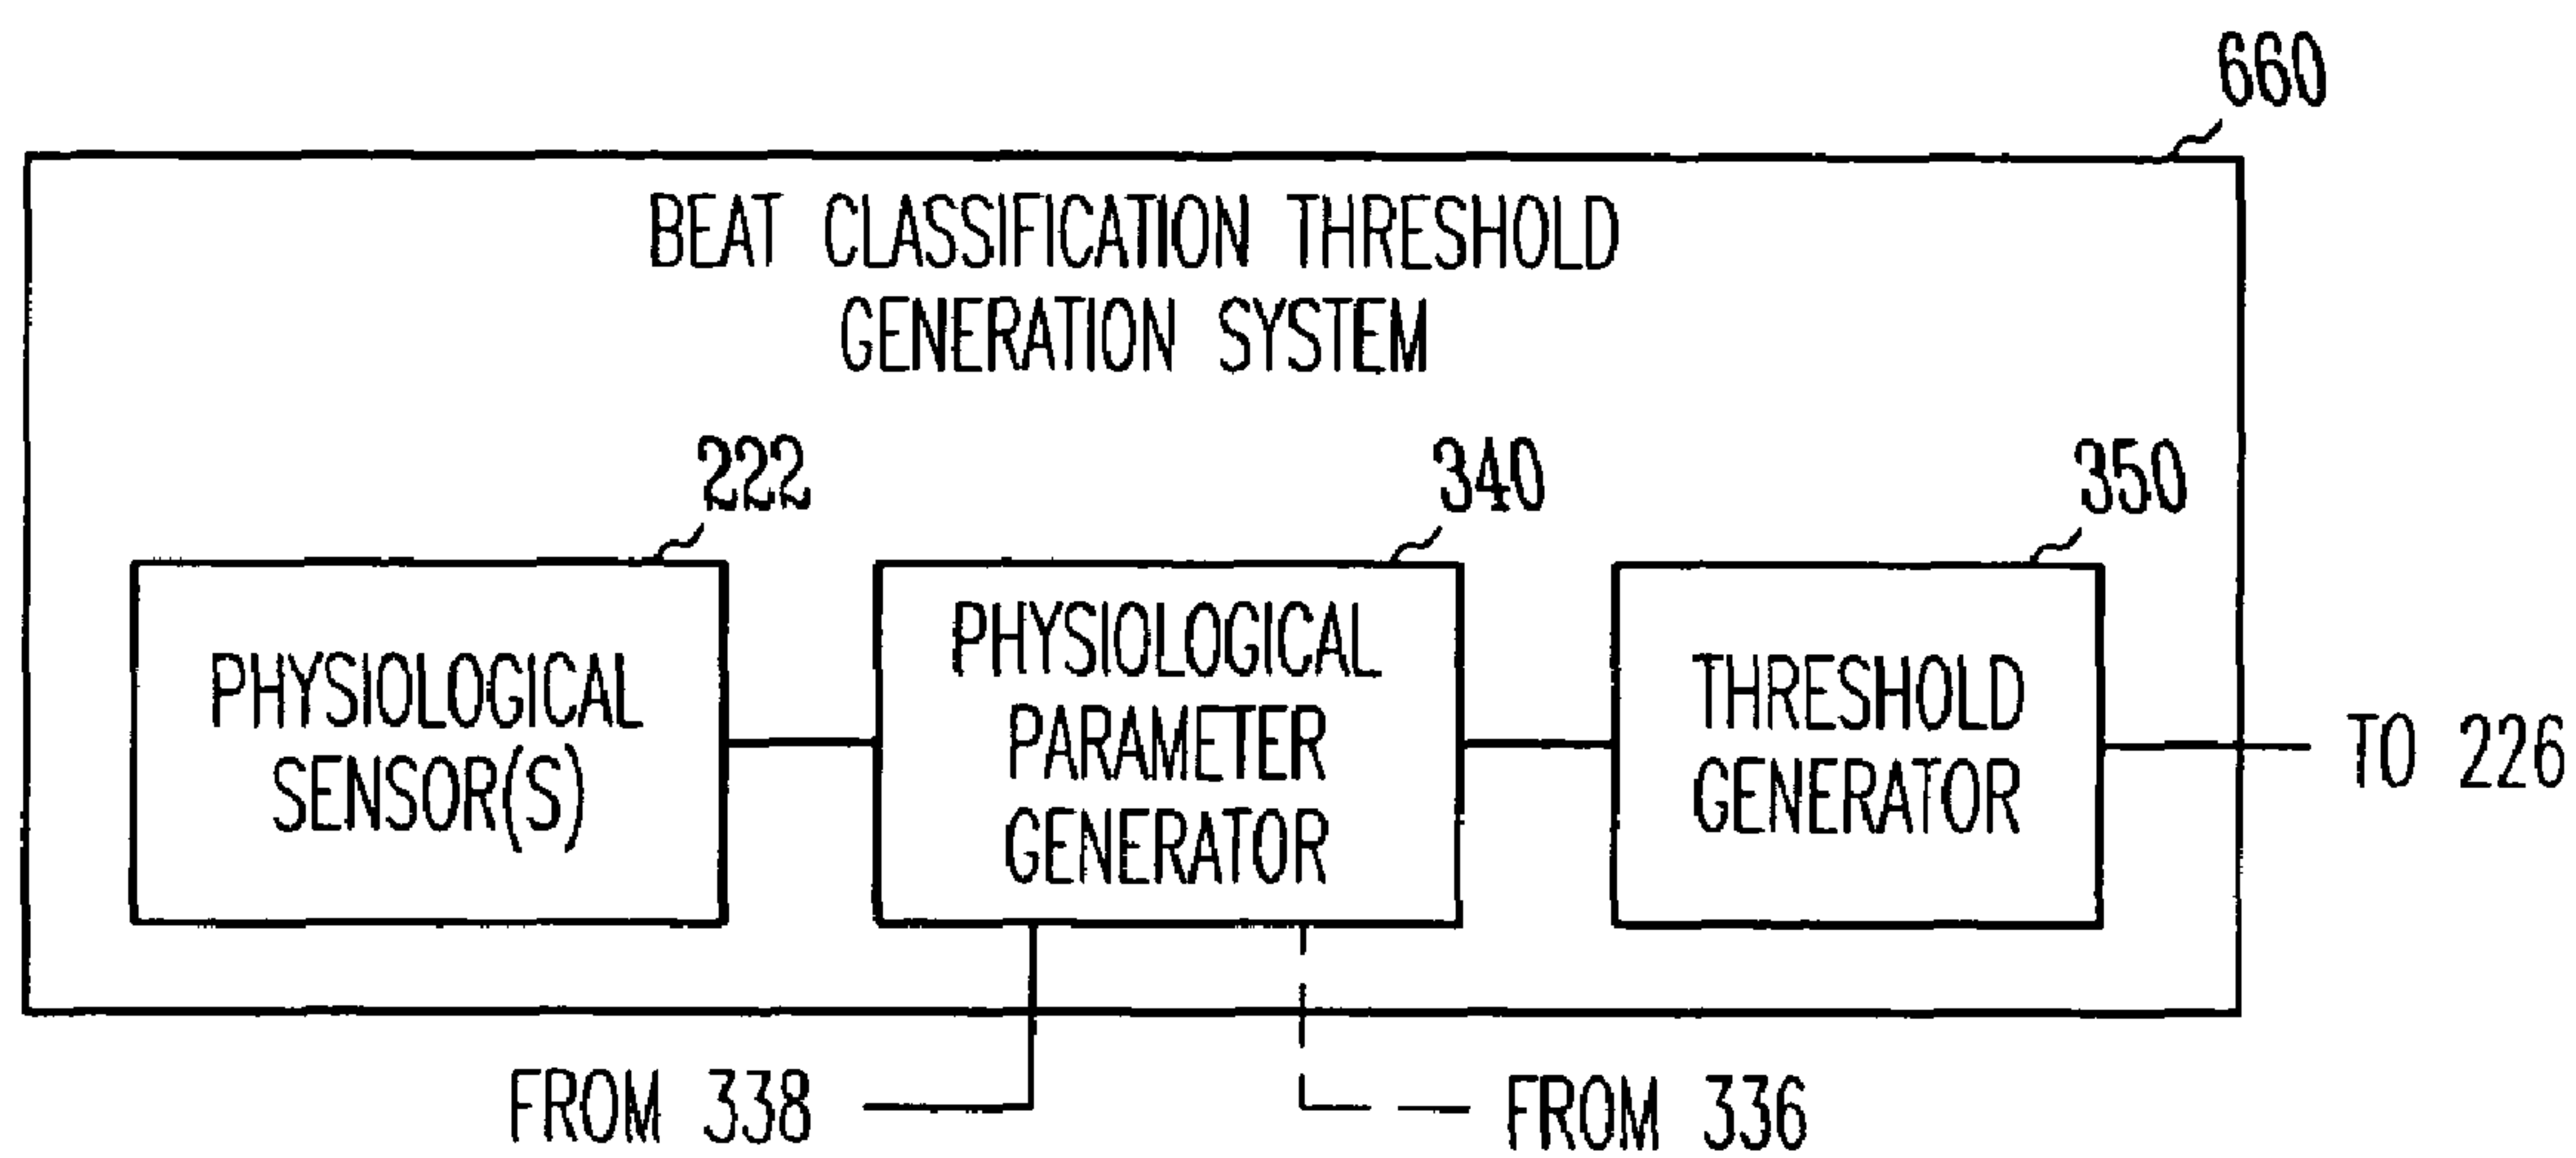 660
BEAT CLASSIFICATION THRESHOLD
GENERATION SYSTEM
222
340
350
PHYSIOLOGICAL
SENSOR(S)
PHYSIOLOGICAL
PARAMETER
GENERATOR
THRESHOLD
GENERATOR
TO 226
FROM 338
FROM 336